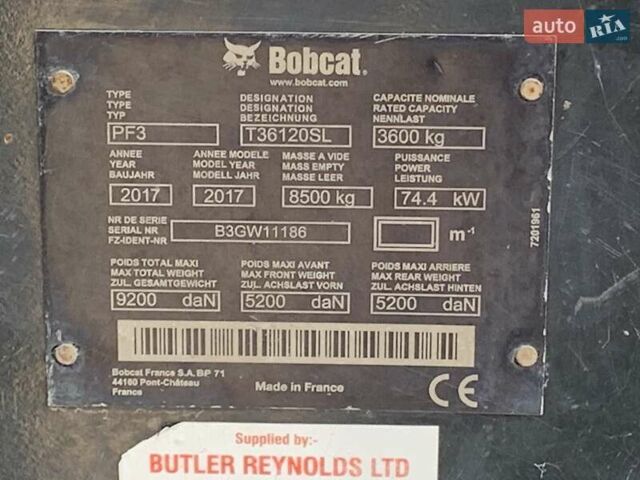 auto RIA.com
Bobcat®
www.bobcat.com
TYPE DESIGNATION CAPACITE NOMINALE
TYPE DESIGNATION RATED CAPACITY
TYP BEZEICHNUNG NENNLAST
PF3 T36120SL 3600 kg
ANNEE ANNEE MODELE MASSE A VIDE PUISSANCE
YEAR MODEL YEAR MASS EMPTY POWER
BAUJAHR MODELL JAHR MASSE LEER LEISTUNG
2017 2017 8500 kg 74.4 kW
NR DE SERIE
SERIAL NR B3GW11186 m⁻¹
FZ-IDENT-NR
POIDS TOTAL MAXI POIDS MAXI AVANT POIDS MAXI ARRIERE
MAX TOTAL WEIGHT MAX FRONT WEIGHT MAX REAR WEIGHT
ZUL. GESAMTGEWICHT ZUL. ACHSLAST VORN ZUL. ACHSLAST HINTEN
9200 daN 5200 daN 5200 daN
7201961
Bobcat France S.A. BP 71
44160 Pont-Château
France
Made in France
CE
Supplied by:-
BUTLER REYNOLDS LTD